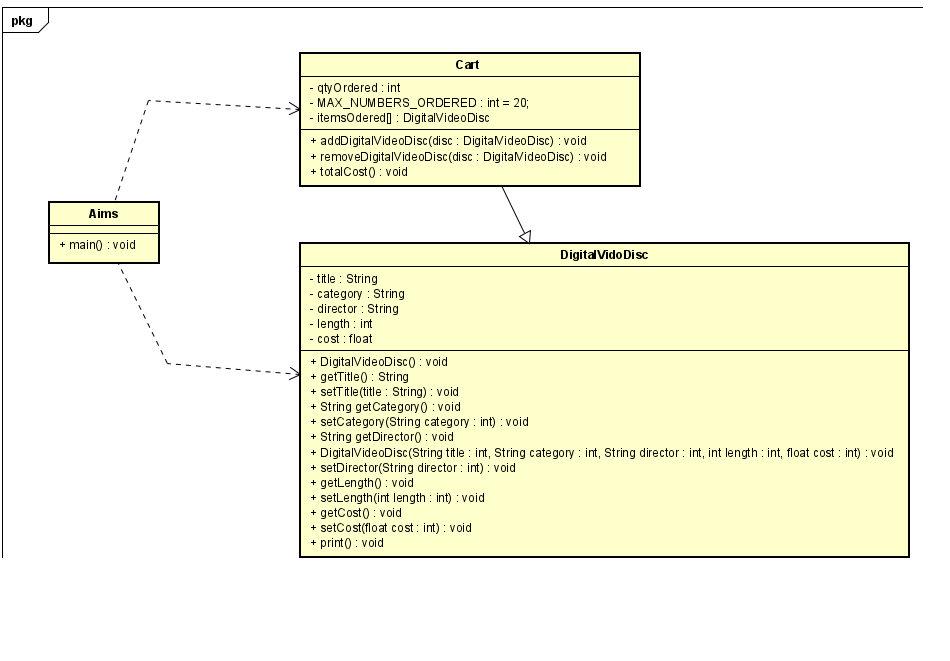 pkg
Cart
- qtyOrdered : int
- MAX_NUMBERS_ORDERED : int = 20;
- itemsOdered[] : DigitalVideoDisc
+ addDigitalVideoDisc(disc : DigitalVideoDisc) : void
+ removeDigitalVideoDisc(disc : DigitalVideoDisc) : void
+ totalCost() : void
Aims
+ main() : void
DigitalVidoDisc
- title : String
- category : String
- director : String
- length : int
- cost : float
+ DigitalVideoDisc() : void
+ getTitle() : String
+ setTitle(title : String) : void
+ String getCategory() : void
+ setCategory(String category : int) : void
+ String getDirector() : void
+ DigitalVideoDisc(String title : int, String category : int, String director : int, int length : int, float cost : int) : void
+ setDirector(String director : int) : void
+ getLength() : void
+ setLength(int length : int) : void
+ getCost() : void
+ setCost(float cost : int) : void
+ print() : void